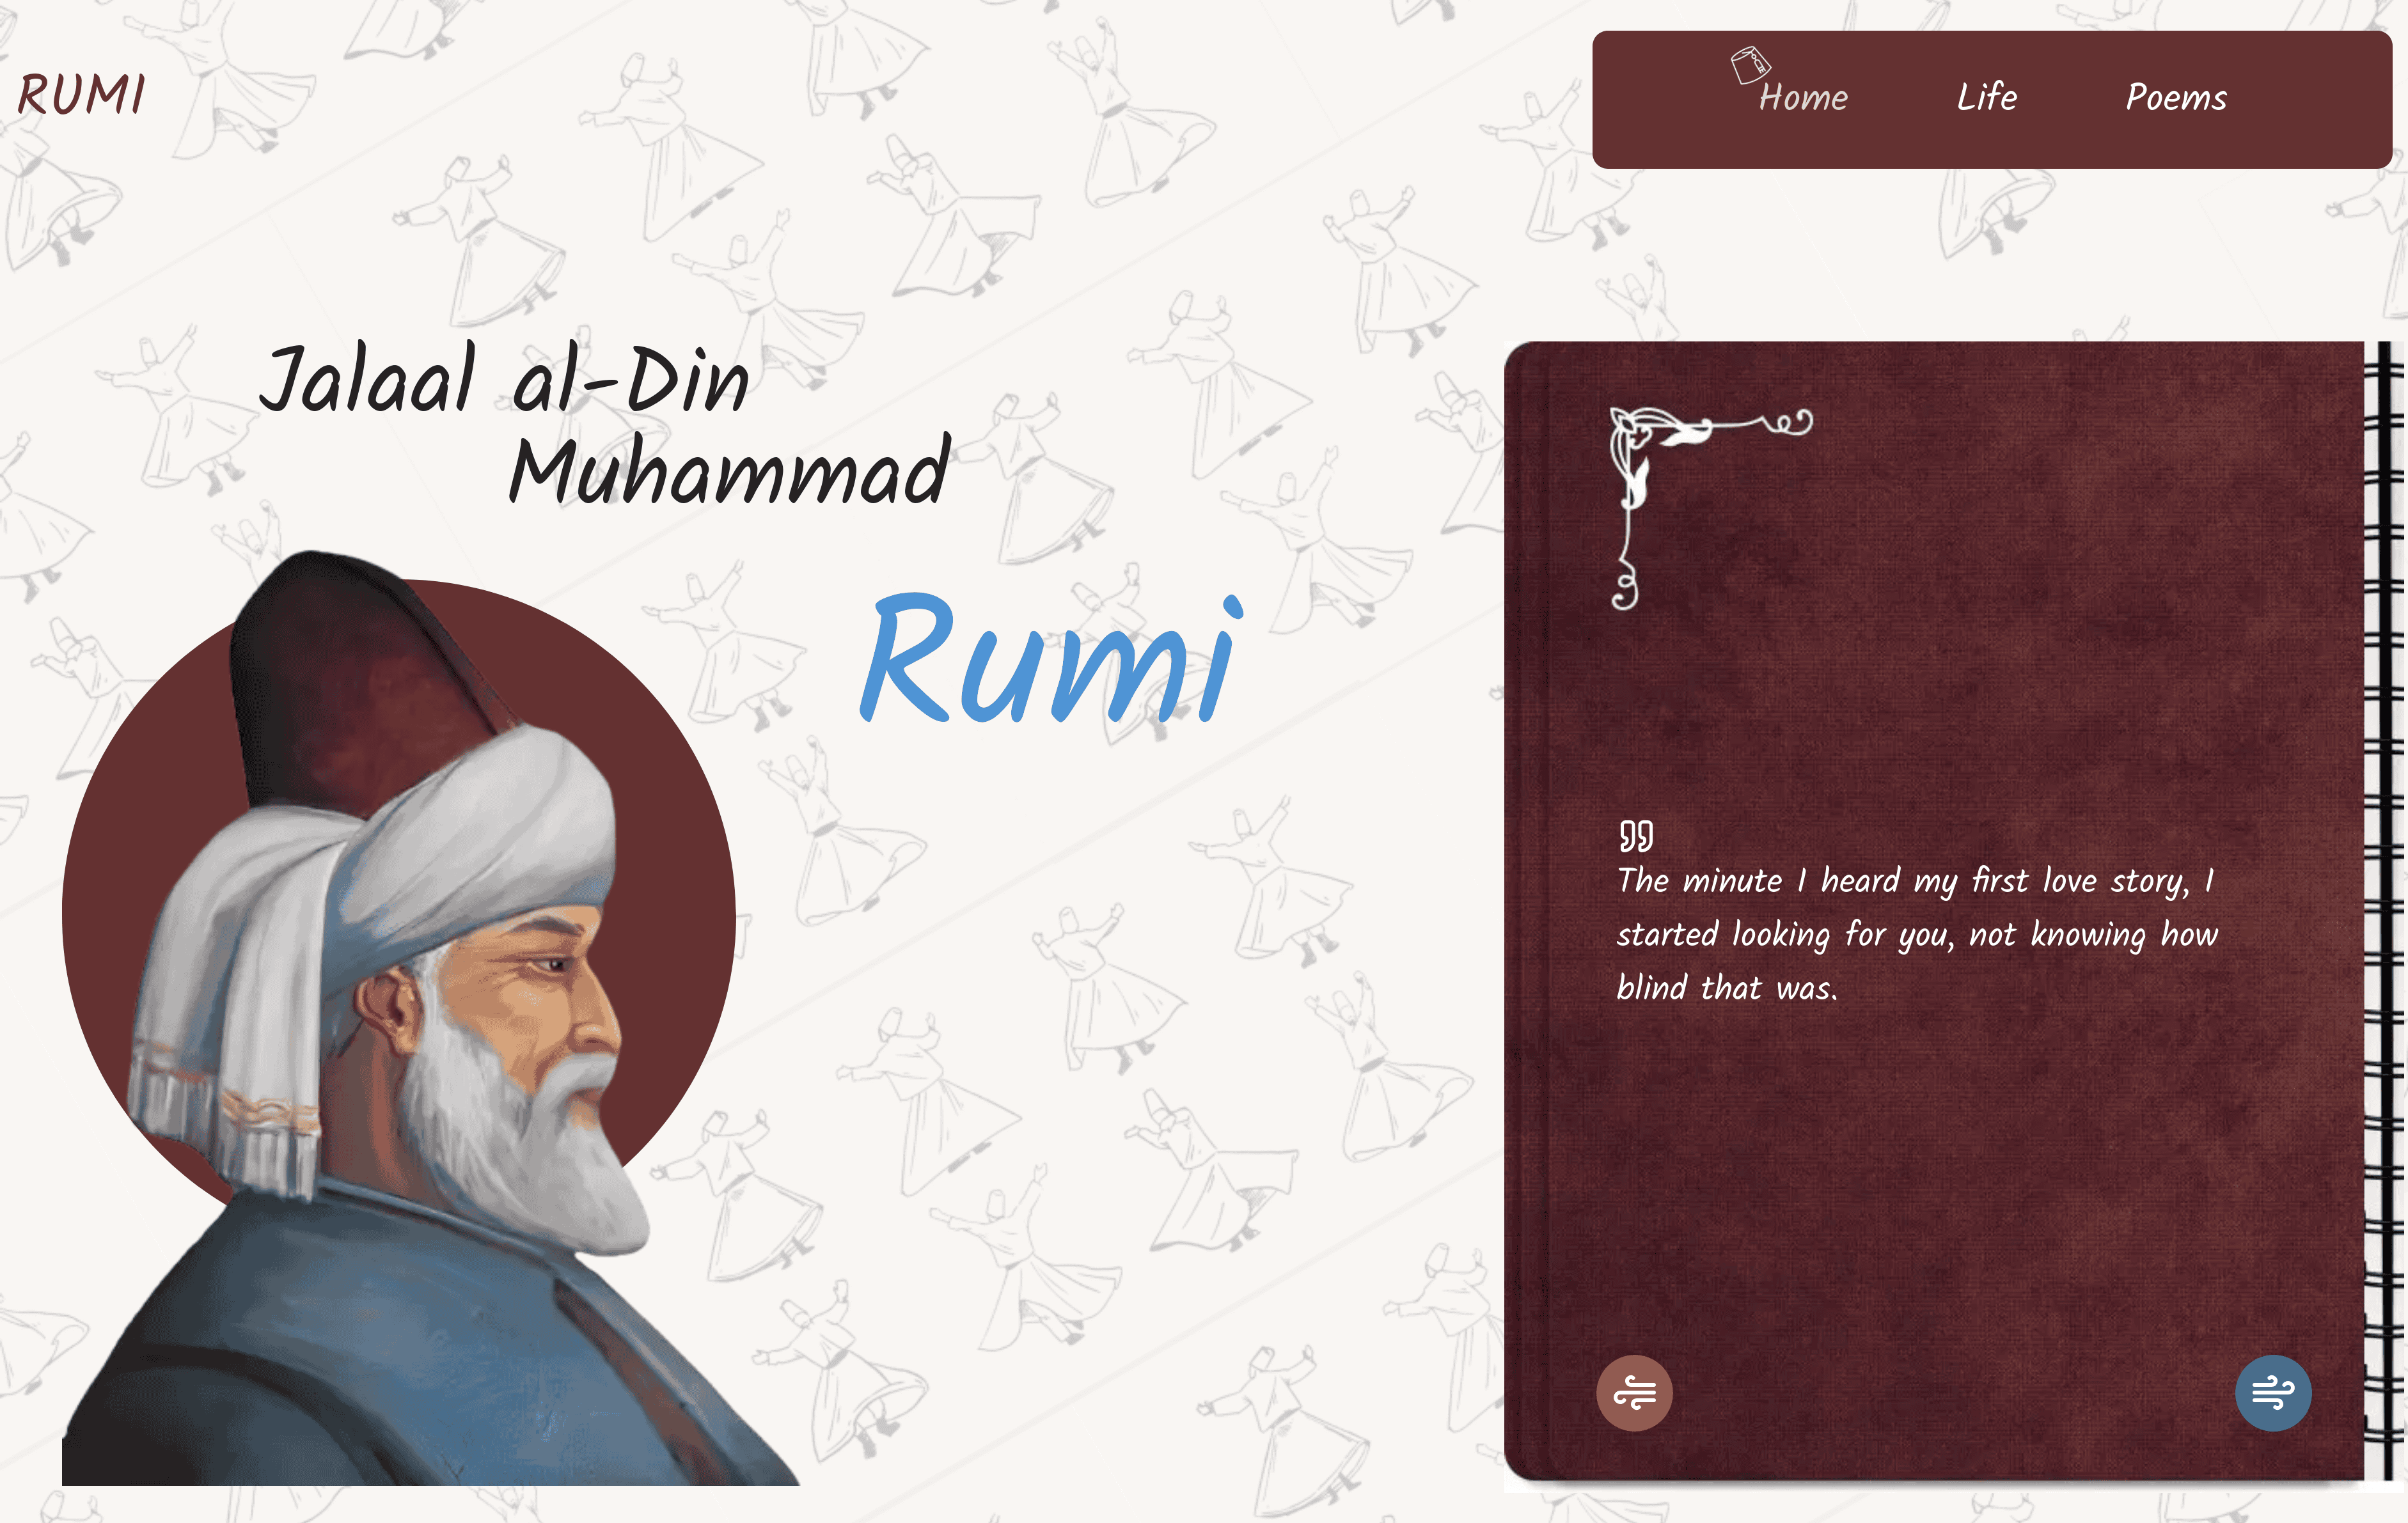 RUMI
Home Life Poems
Jalaal al-Din
Muhammad
Rumi
The minute I heard my first love story, I
started looking for you, not knowing how
blind that was.